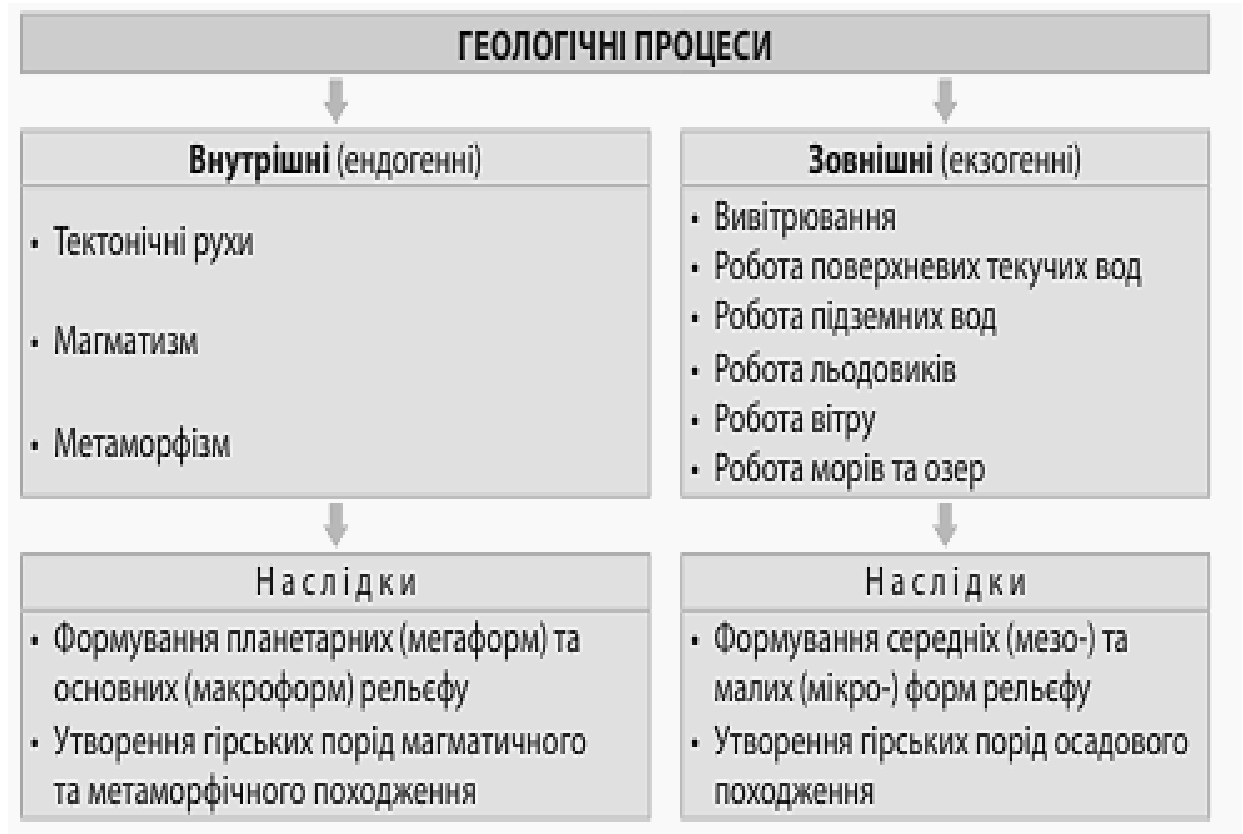 ГЕОЛОГІЧНІ ПРОЦЕСИ
Внутрішні (ендогенні)
• Тектонічні рухи
• Магматизм
• Метаморфізм
Зовнішні (екзогенні)
• Вивітрювання
• Робота поверхневих текучих вод
• Робота підземних вод
• Робота льодовиків
• Робота вітру
• Робота морів та озер
Наслідки
• Формування планетарних (мегаформ) та
основних (макроформ) рельєфу
• Утворення гірських порід магматичного
та метаморфічного походження
Наслідки
• Формування середніх (мезо-) та
малих (мікро-) форм рельєфу
• Утворення гірських порід осадового
походження